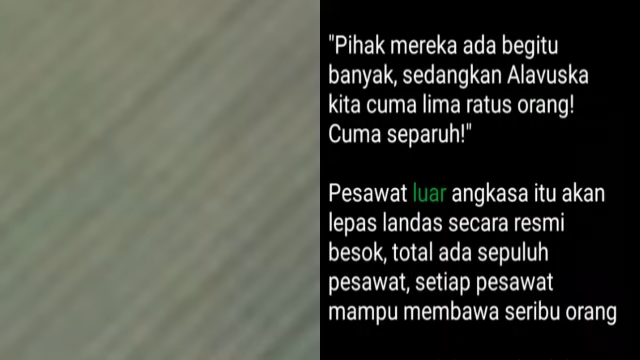 "Pihak mereka ada begitu
banyak, sedangkan Alavuska
kita cuma lima ratus orang!
Cuma separuh!"
Pesawat luar angkasa itu akan
lepas landas secara resmi
besok, total ada sepuluh
pesawat, setiap pesawat
mampu membawa seribu orang